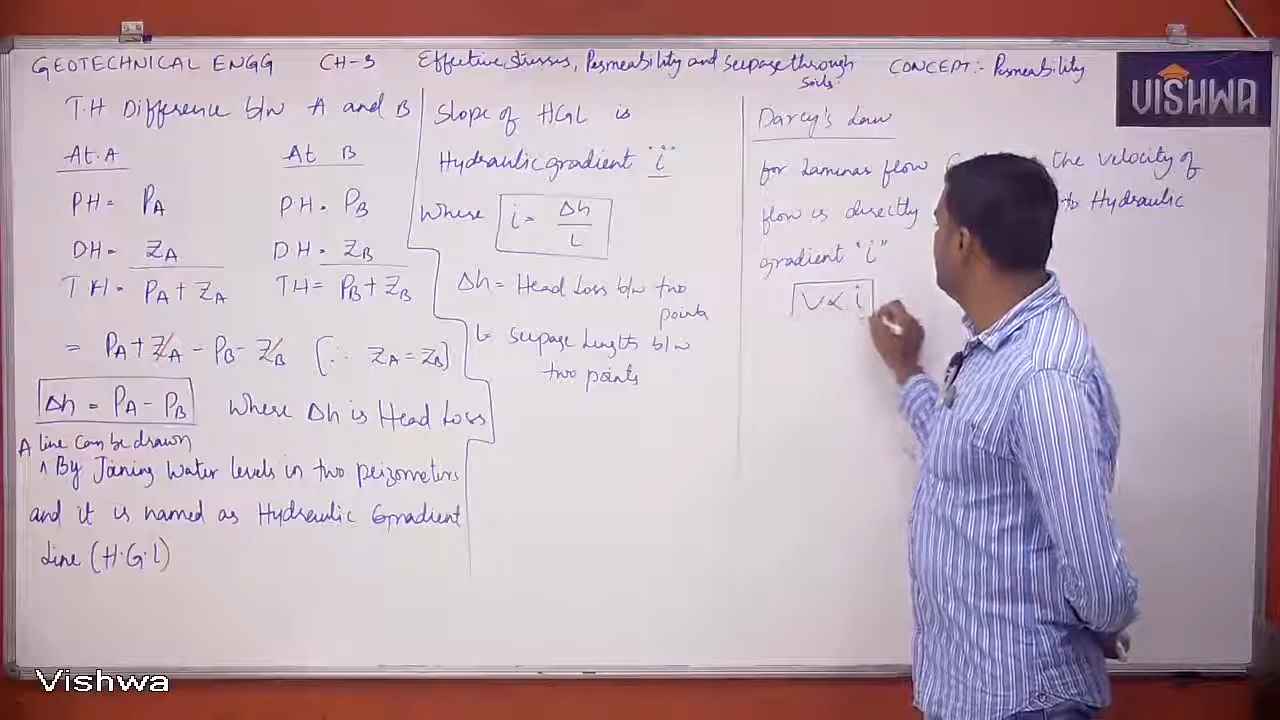 GEOTECHNICAL ENGG CH-3 Effective stresses, Permeability and Seepage through soils. CONCEPT:- Permeability
VISHWA
T.H Difference b/w A and B
At A At B
PH = PA PH = PB
DH = ZA DH = ZB
TH = PA + ZA TH = PB + ZB
= PA + ZA - PB - ZB (∵ ZA = ZB]
Δh = PA - PB Where Δh is Head Loss
A line can be drawn
^ By Joining Water levels in two peizometers
and it is named as Hydraulic Gradient
Line (H.G.L)
Slope of HGL is
Hydraulic gradient "i"
Where i = Δh / L
Δh = Head Loss b/w two
points
L = Seepage length b/w
two points
Darcy's Law
for Laminar flow the velocity of
flow is directly to Hydraulic
gradient "i"
V ∝ i
Vishwa